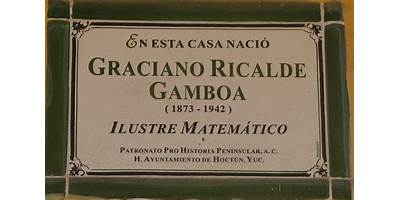 EN ESTA CASA NACIÓ
GRACIANO RICALDE
GAMBOA
( 1873 - 1942 )
ILUSTRE MATEMÁTICO
PATRONATO PRO HISTORIA PENINSULAR, A. C.
H. AYUNTAMIENTO DE HOCTÚN, YUC.